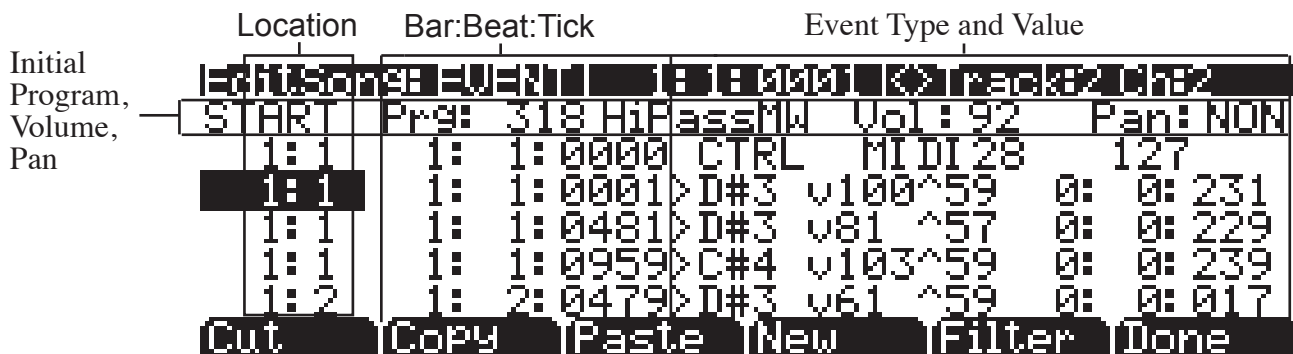 Location Bar:Beat:Tick Event Type and Value
Initial
Program,
Volume,
Pan
EditSong: EVENT| 1:1:0001 <>Track:2 Ch:2
START Prg: 318 HiPassMW Vol:92 Pan:NON
1:1 1: 1:0000 CTRL MIDI28 127
1:1 1: 1:0001>D#3 v100^59 0: 0:231
1:1 1: 1:0481>D#3 v81 ^57 0: 0:229
1:1 1: 1:0959>C#4 v103^59 0: 0:239
1:2 1: 2:0479>D#3 v61 ^59 0: 0:017
Cut Copy Paste New Filter Done